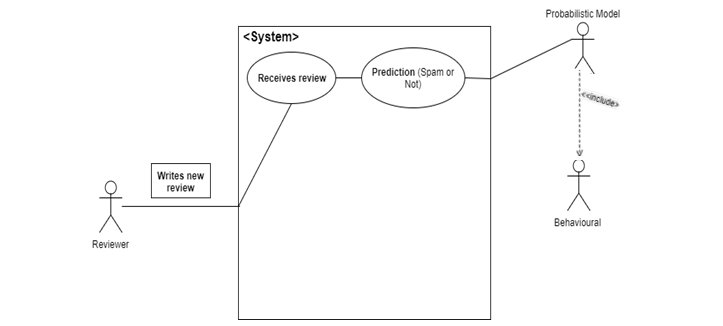 Probabilistic Model
<System>
Receives review
Prediction (Spam or
Not)
<<include>
Writes new
review
Behavioural
Reviewer